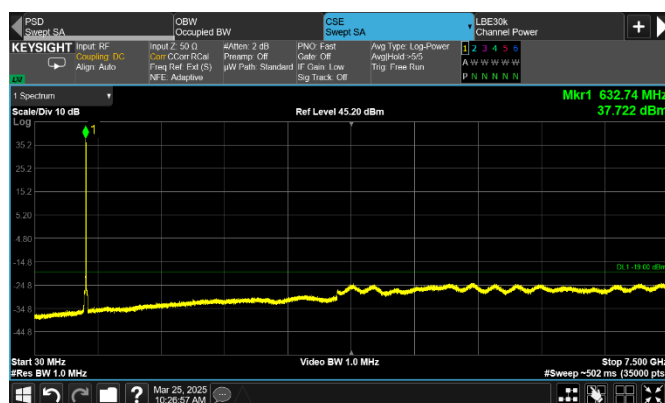 PSD
Swept SA
OBW
Occupied BW
CSE
Swept SA
LBE30k
Channel Power
+
KEYSIGHT
Input: RF
Coupling: DC
Align: Auto
Input Z: 50 Ω
Corr CCorr RCal
Freq Ref: Ext (S)
NFE: Adaptive
#Atten: 2 dB
Preamp: Off
µW Path: Standard
PNO: Fast
Gate: Off
IF Gain: Low
Sig Track: Off
Avg Type: Log-Power
Avg|Hold:>5/5
Trig: Free Run
1 2 3 4 5 6
A W W W W W
P N N N N N
LXI
1 Spectrum
Mkr1 632.74 MHz
37.722 dBm
Scale/Div 10 dB
Ref Level 45.20 dBm
Log
1
35.2
25.2
15.2
5.20
-4.80
-14.8
DL1 -19.00 dBm
-24.8
-34.8
-44.8
Start 30 MHz
Video BW 1.0 MHz
Stop 7.500 GHz
#Res BW 1.0 MHz
#Sweep ~502 ms (35000 pts
?
Mar 25, 2025
10:26:57 AM